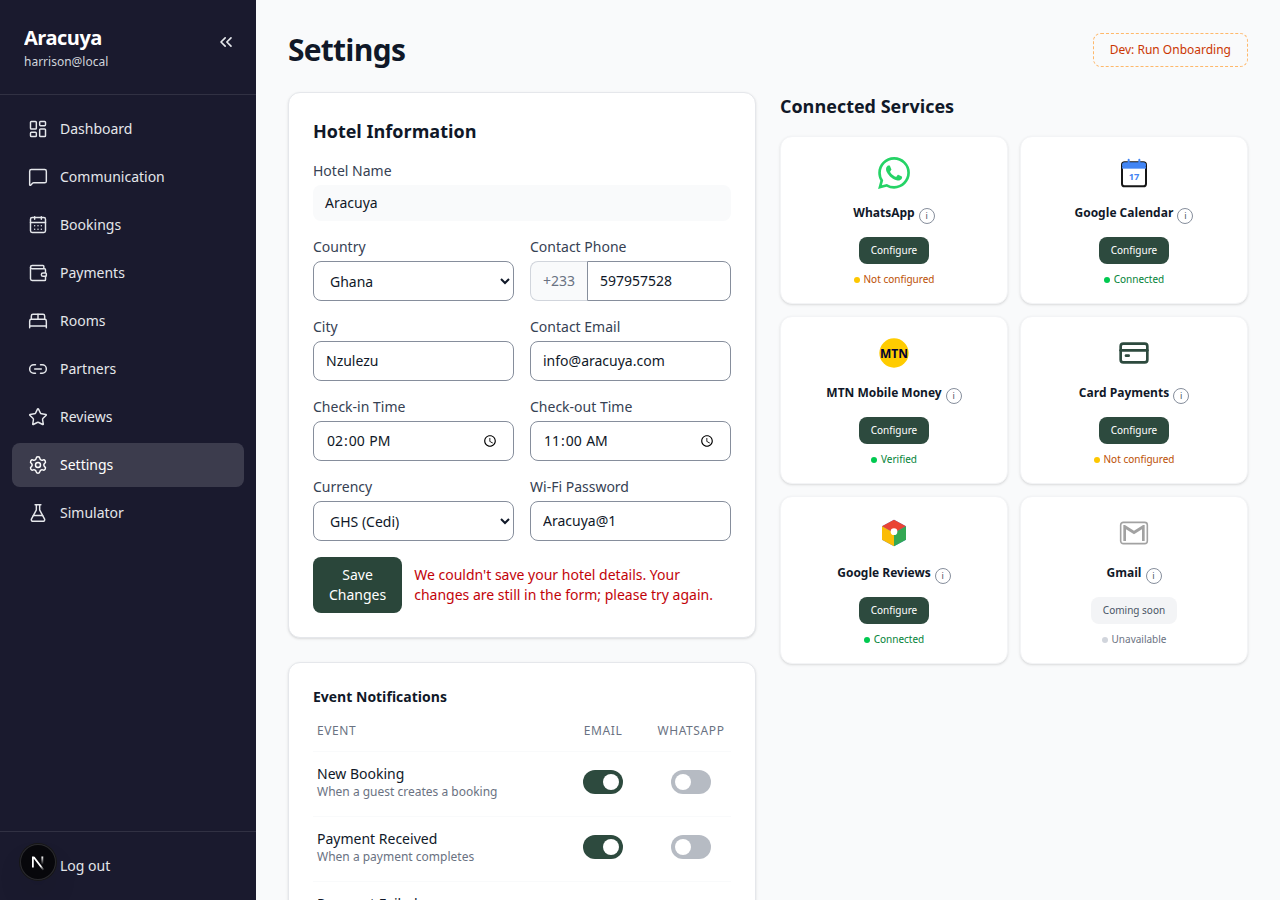 Aracuya
harrison@local
Dashboard
Communication
Bookings
Payments
Rooms
Partners
Reviews
Settings
Simulator
N
Log out
Settings
Dev: Run Onboarding
Hotel Information
Hotel Name
Aracuya
Country
Contact Phone
Ghana
+233
597957528
City
Contact Email
Nzulezu
info@aracuya.com
Check-in Time
Check-out Time
02:00 PM
11:00 AM
Currency
Wi-Fi Password
GHS (Cedi)
Aracuya@1
Save
Changes
We couldn't save your hotel details. Your
changes are still in the form; please try again.
Event Notifications
EVENT
EMAIL
WHATSAPP
New Booking
When a guest creates a booking
Payment Received
When a payment completes
Connected Services
WhatsApp i
Configure
Not configured
17
Google Calendar i
Configure
Connected
MTN
MTN Mobile Money i
Configure
Verified
Card Payments i
Configure
Not configured
Google Reviews i
Configure
Connected
Gmail i
Coming soon
Unavailable